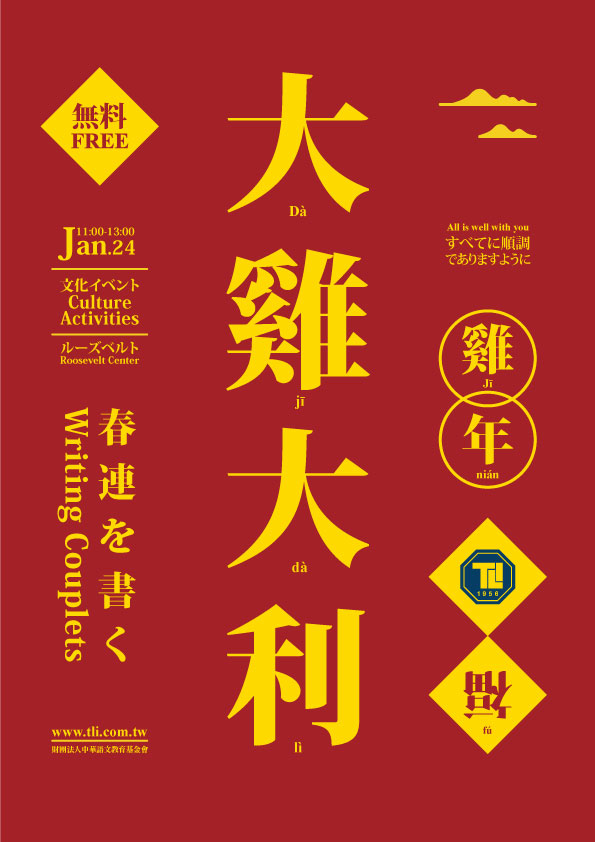 無料
FREE
11:00-13:00
Jan.24
文化イベント
Culture
Activities
ルーズベルト
Roosevelt Center
春連を書く
Writing Couplets
www.tli.com.tw
財團法人中華語文教育基金會
大
Dà
雞
jī
大
dà
利
lì
All is well with you
すべてに順調
でありますように
雞
Jī
年
nián
TLI
1956
福
fú